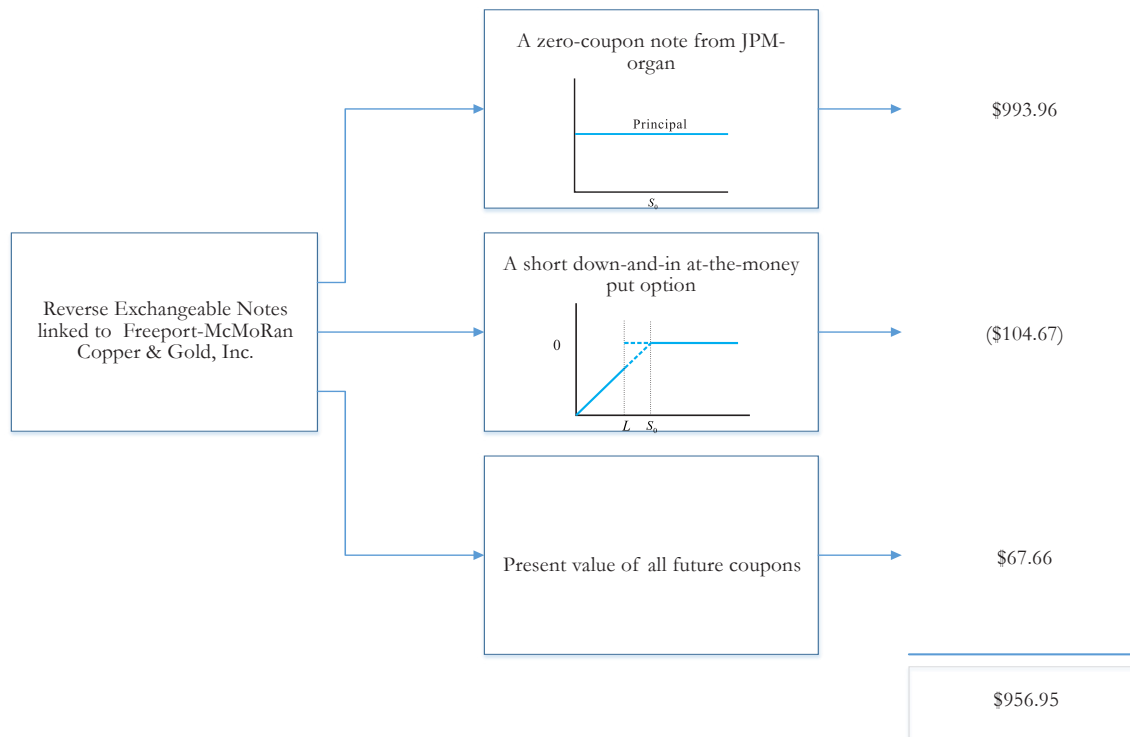 A zero-coupon note from JPM-
organ
Principal
S₀
$993.96
Reverse Exchangeable Notes
linked to Freeport-McMoRan
Copper & Gold, Inc.
A short down-and-in at-the-money
put option
0
L S₀
($104.67)
Present value of all future coupons
$67.66
$956.95